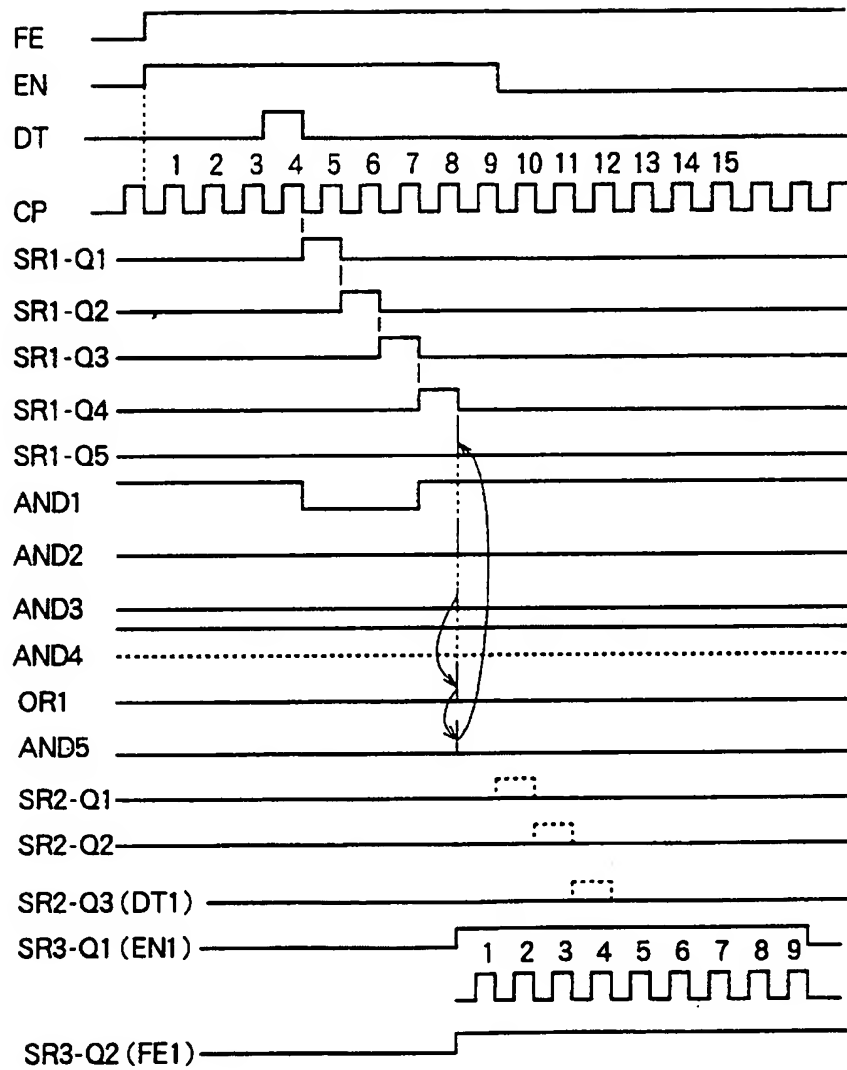 FE
EN
DT
1 2 3 4 5 6 7 8 9 10 11 12 13 14 15
CP
SR1-Q1
SR1-Q2
SR1-Q3
SR1-Q4
SR1-Q5
AND1
AND2
AND3
AND4
OR1
AND5
SR2-Q1
SR2-Q2
SR2-Q3(DT1)
SR3-Q1(EN1)
1 2 3 4 5 6 7 8 9
SR3-Q2(FE1)